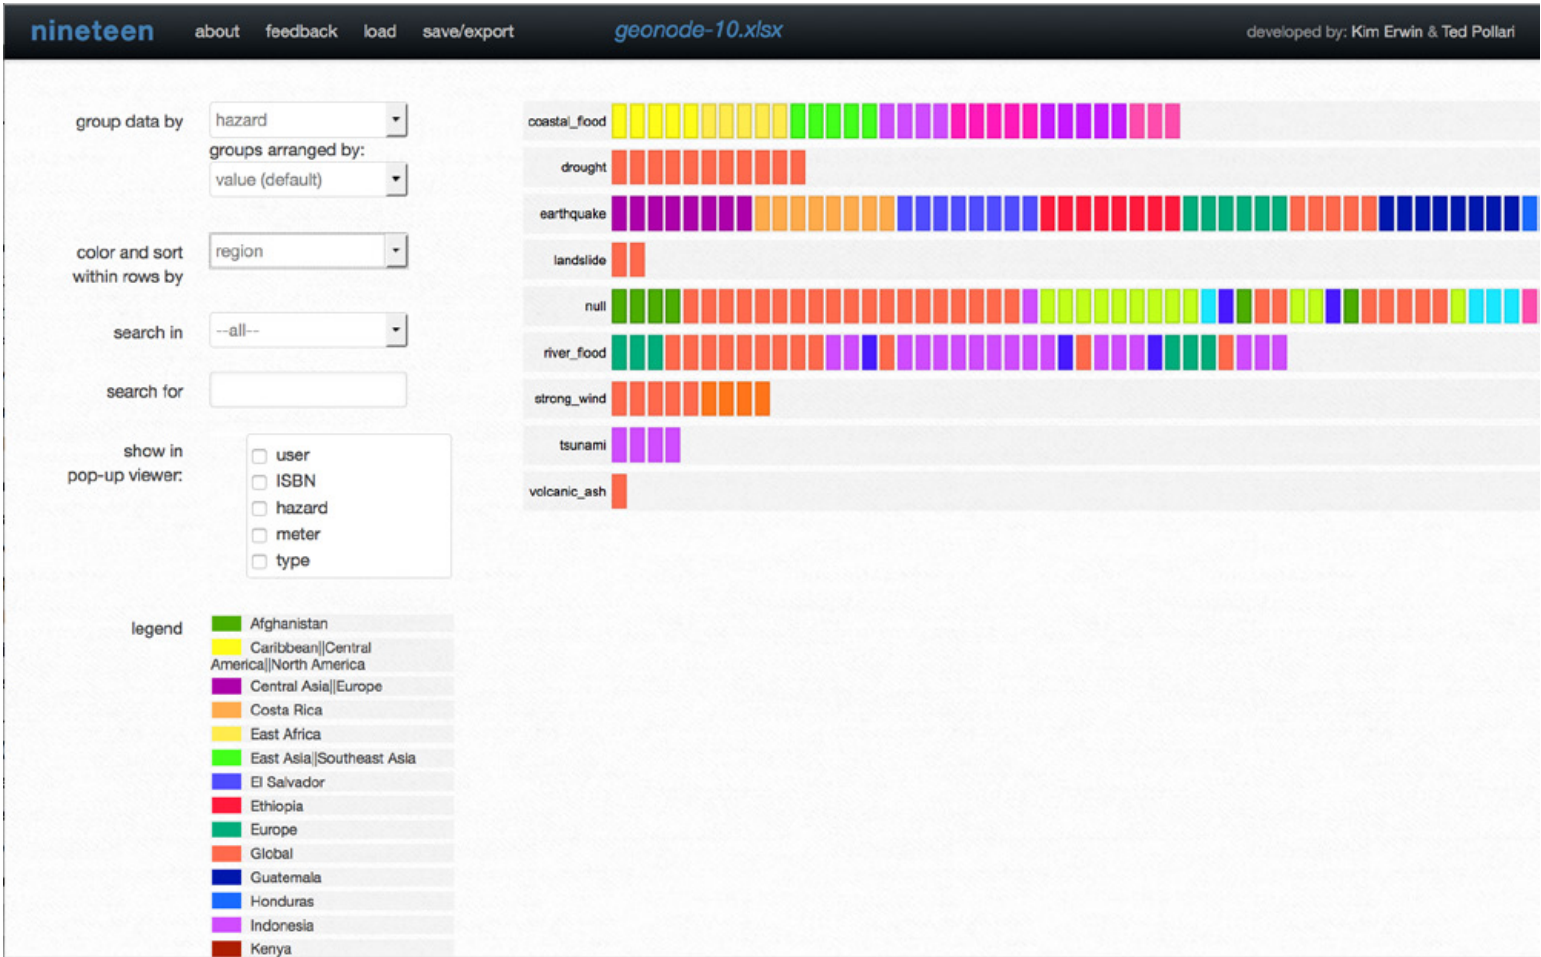 nineteen about feedback load save/export geonode-10.xlsx developed by: Kim Erwin & Ted Pollari
group data by hazard
groups arranged by:
value (default)
color and sort region
within rows by
search in --all--
search for
show in
pop-up viewer:
user
ISBN
hazard
meter
type
legend
Afghanistan
Caribbean||Central
America||North America
Central Asia||Europe
Costa Rica
East Africa
East Asia||Southeast Asia
El Salvador
Ethiopia
Europe
Global
Guatemala
Honduras
Indonesia
Kenya
coastal_flood
drought
earthquake
landslide
null
river_flood
strong_wind
tsunami
volcanic_ash